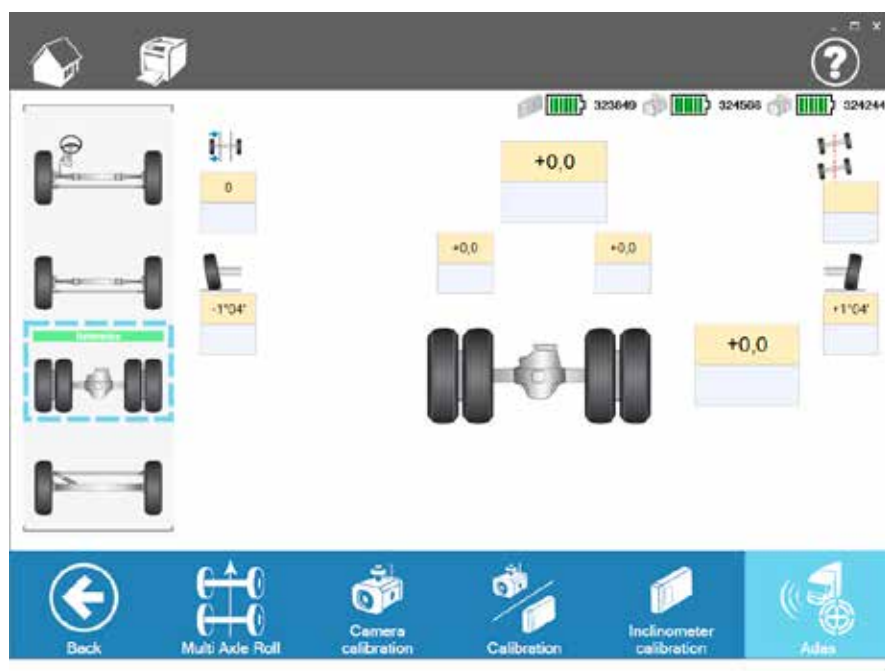 323849 324568 324244
+0,0
0
+0,0 +0,0
-1°04' +1°04'
Reference
+0,0
Back
Multi Axle Roll
Camera
calibration
Calibration
Inclinometer
calibration
Adas